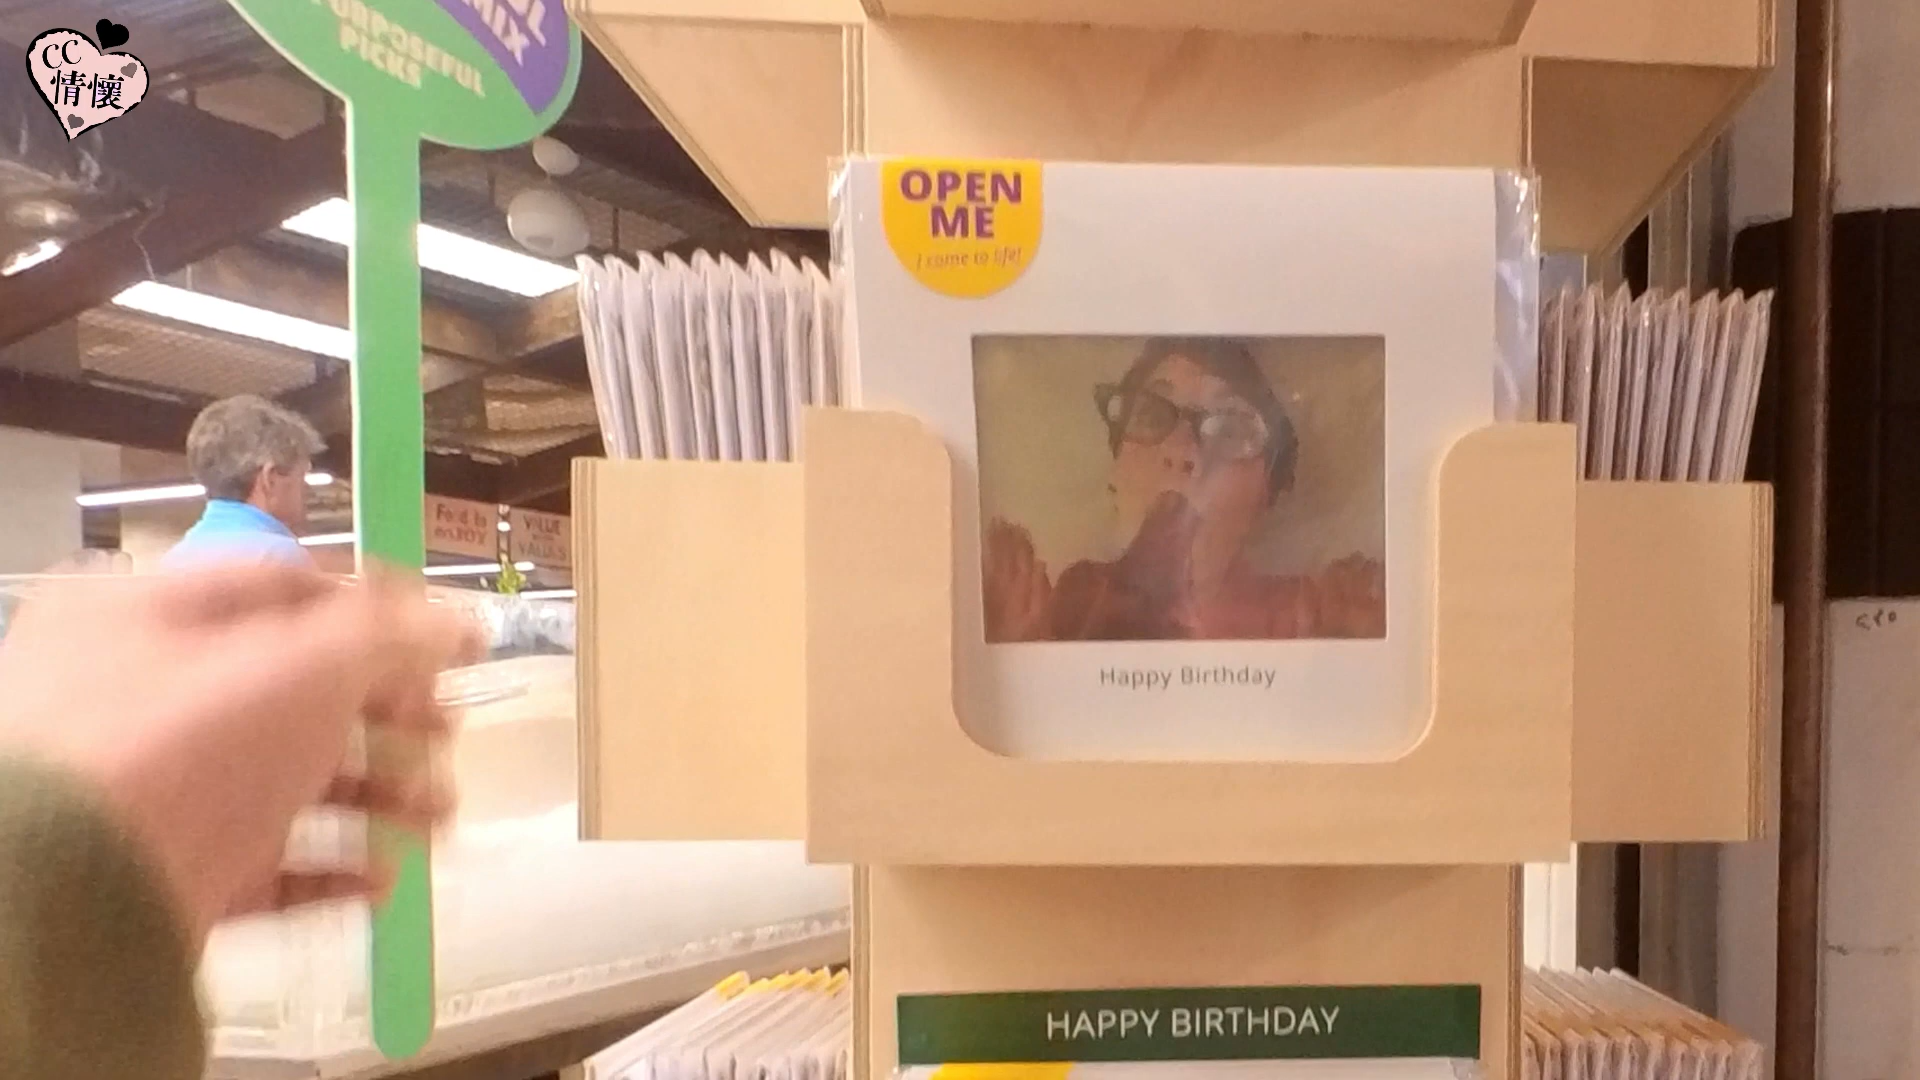 CC
情懷
PURPOSEFUL
PICKS
MIX
OPEN
ME
I come to life!
Food to
enJOY
VALUE
VALUES
Happy Birthday
HAPPY BIRTHDAY